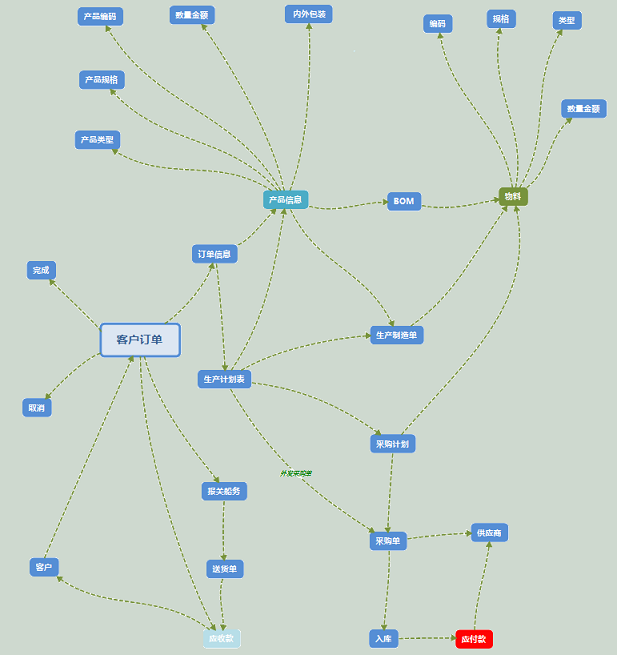 产品编码
数量金额
内外包装
编码
规格
类型
产品规格
数量金额
产品类型
产品信息
BOM
物料
订单信息
完成
客户订单
生产制造单
生产计划表
取消
采购计划
外发采购单
报关船务
采购单
供应商
客户
送货单
应收款
入库
应付款